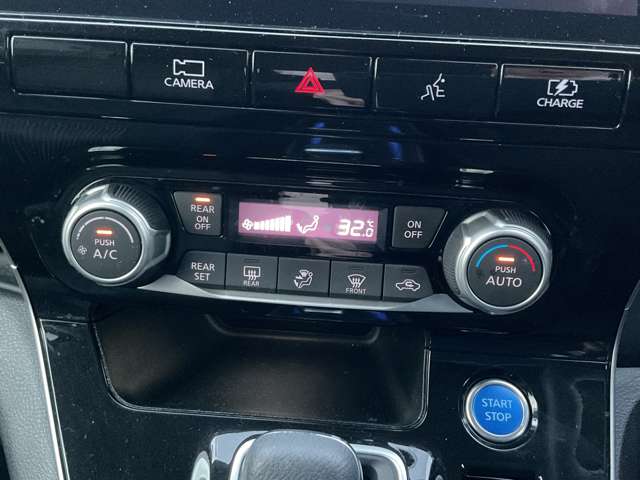 CAMERA
CHARGE
REAR
ON
OFF
32.0
°C
ON
OFF
PUSH
A/C
PUSH
AUTO
REAR
SET
REAR
FRONT
START
STOP